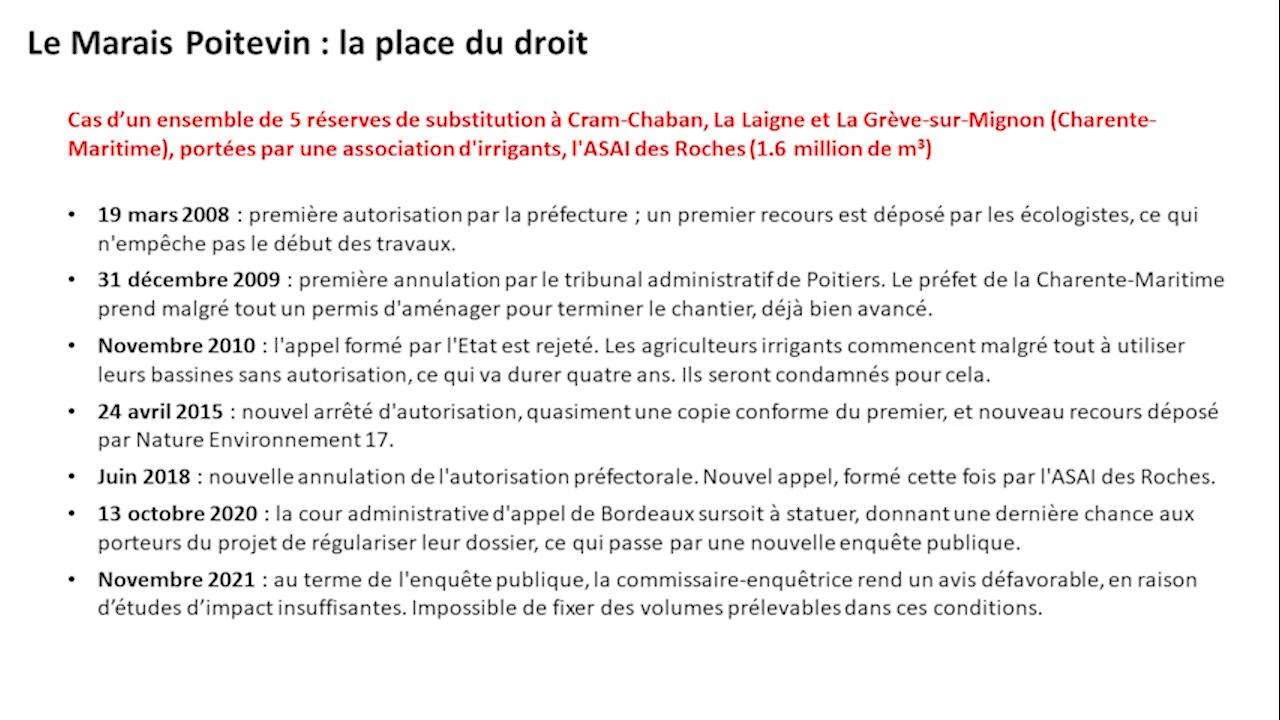 Le Marais Poitevin : la place du droit
Cas d’un ensemble de 5 réserves de substitution à Cram-Chaban, La Laigne et La Grève-sur-Mignon (Charente-
Maritime), portées par une association d'irrigants, l'ASAI des Roches (1.6 million de m³)
• 19 mars 2008 : première autorisation par la préfecture ; un premier recours est déposé par les écologistes, ce qui
n'empêche pas le début des travaux.
• 31 décembre 2009 : première annulation par le tribunal administratif de Poitiers. Le préfet de la Charente-Maritime
prend malgré tout un permis d'aménager pour terminer le chantier, déjà bien avancé.
• Novembre 2010 : l'appel formé par l'Etat est rejeté. Les agriculteurs irrigants commencent malgré tout à utiliser
leurs bassines sans autorisation, ce qui va durer quatre ans. Ils seront condamnés pour cela.
• 24 avril 2015 : nouvel arrêté d'autorisation, quasiment une copie conforme du premier, et nouveau recours déposé
par Nature Environnement 17.
• Juin 2018 : nouvelle annulation de l'autorisation préfectorale. Nouvel appel, formé cette fois par l'ASAI des Roches.
• 13 octobre 2020 : la cour administrative d'appel de Bordeaux sursoit à statuer, donnant une dernière chance aux
porteurs du projet de régulariser leur dossier, ce qui passe par une nouvelle enquête publique.
• Novembre 2021 : au terme de l'enquête publique, la commissaire-enquêtrice rend un avis défavorable, en raison
d’études d’impact insuffisantes. Impossible de fixer des volumes prélevables dans ces conditions.